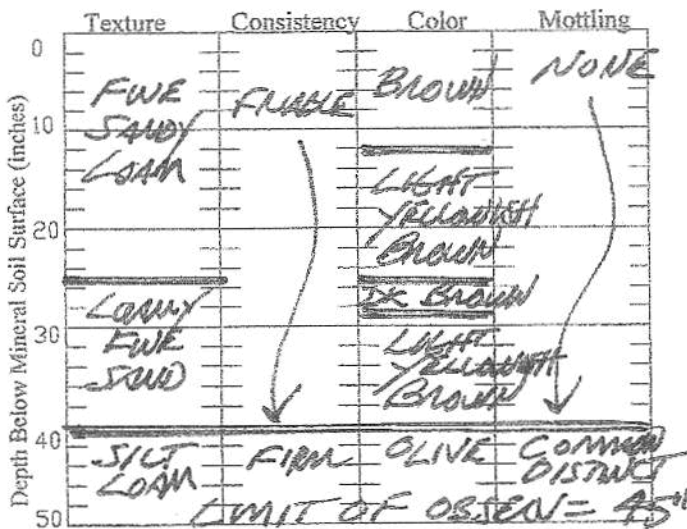 Texture Consistency Color Mottling
Depth Below Mineral Soil Surface (inches)
0
10
20
30
40
50
FINE
SANDY
LOAM
LOAMY
FINE
SAND
SILT
LOAM
FRIABLE
FIRM
BROWN
LIGHT
YELLOWISH
BROWN
DK BROWN
LIGHT
YELLOWISH
BROWN
OLIVE
NONE
COMMON
DISTINCT
LIMIT OF OBSERV = 45"